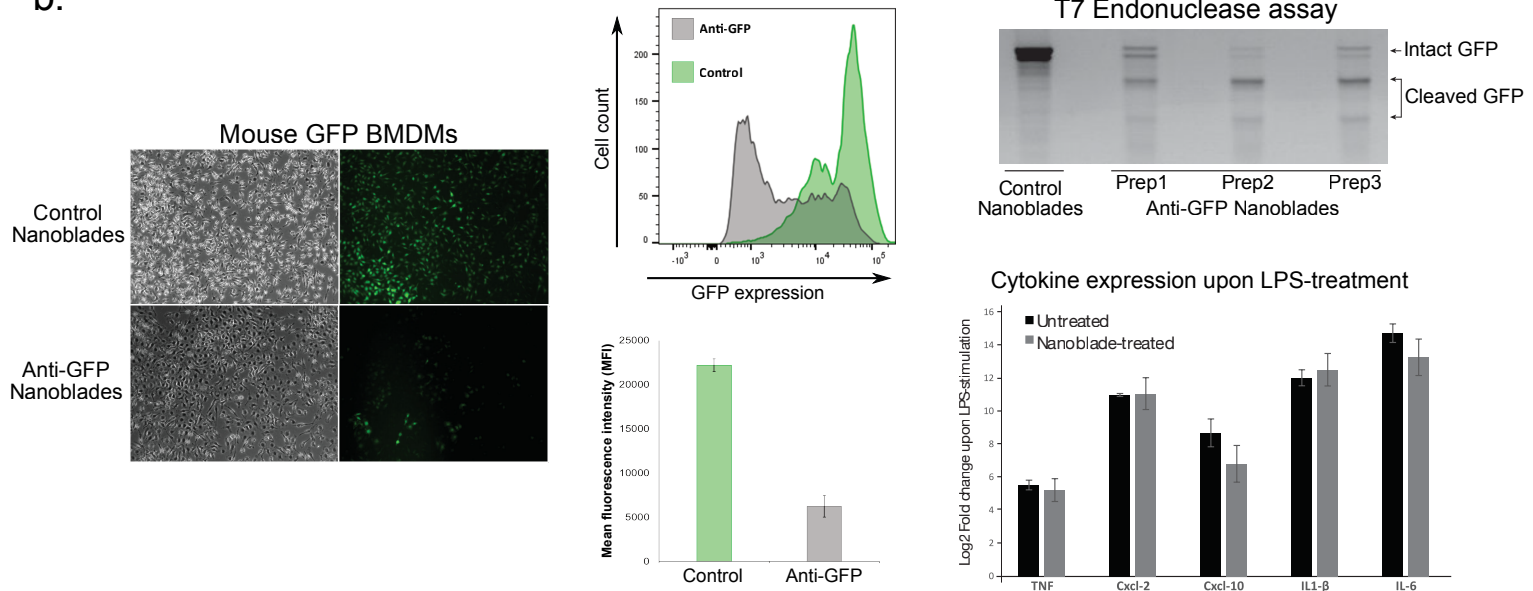 b.
Mouse GFP BMDMs
Control
Nanoblades
Anti-GFP
Nanoblades
Anti-GFP
Control
Cell count
200
150
100
50
0
-10³
0
10³
10⁴
10⁵
GFP expression
Mean fluorescence intensity (MFI)
25000
20000
15000
10000
5000
0
Control
Anti-GFP
T7 Endonuclease assay
Intact GFP
Cleaved GFP
Control
Nanoblades
Prep1
Prep2
Prep3
Anti-GFP Nanoblades
Cytokine expression upon LPS-treatment
Log2 Fold change upon LPS-stimulation
Untreated
Nanoblade-treated
16
14
12
10
8
6
4
2
0
TNF
Cxcl-2
Cxcl-10
IL1-β
IL-6